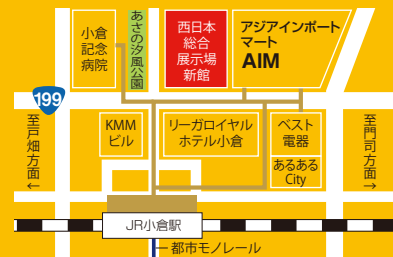 小倉
記念
病院
あさの汐風公園
西日本
総合
展示場
新館
アジアインポート
マート
AIM
199
至戸畑方面←
KMM
ビル
リーガロイヤル
ホテル小倉
ベスト
電器
あるある
City
至門司方面→
JR小倉駅
都市モノレール